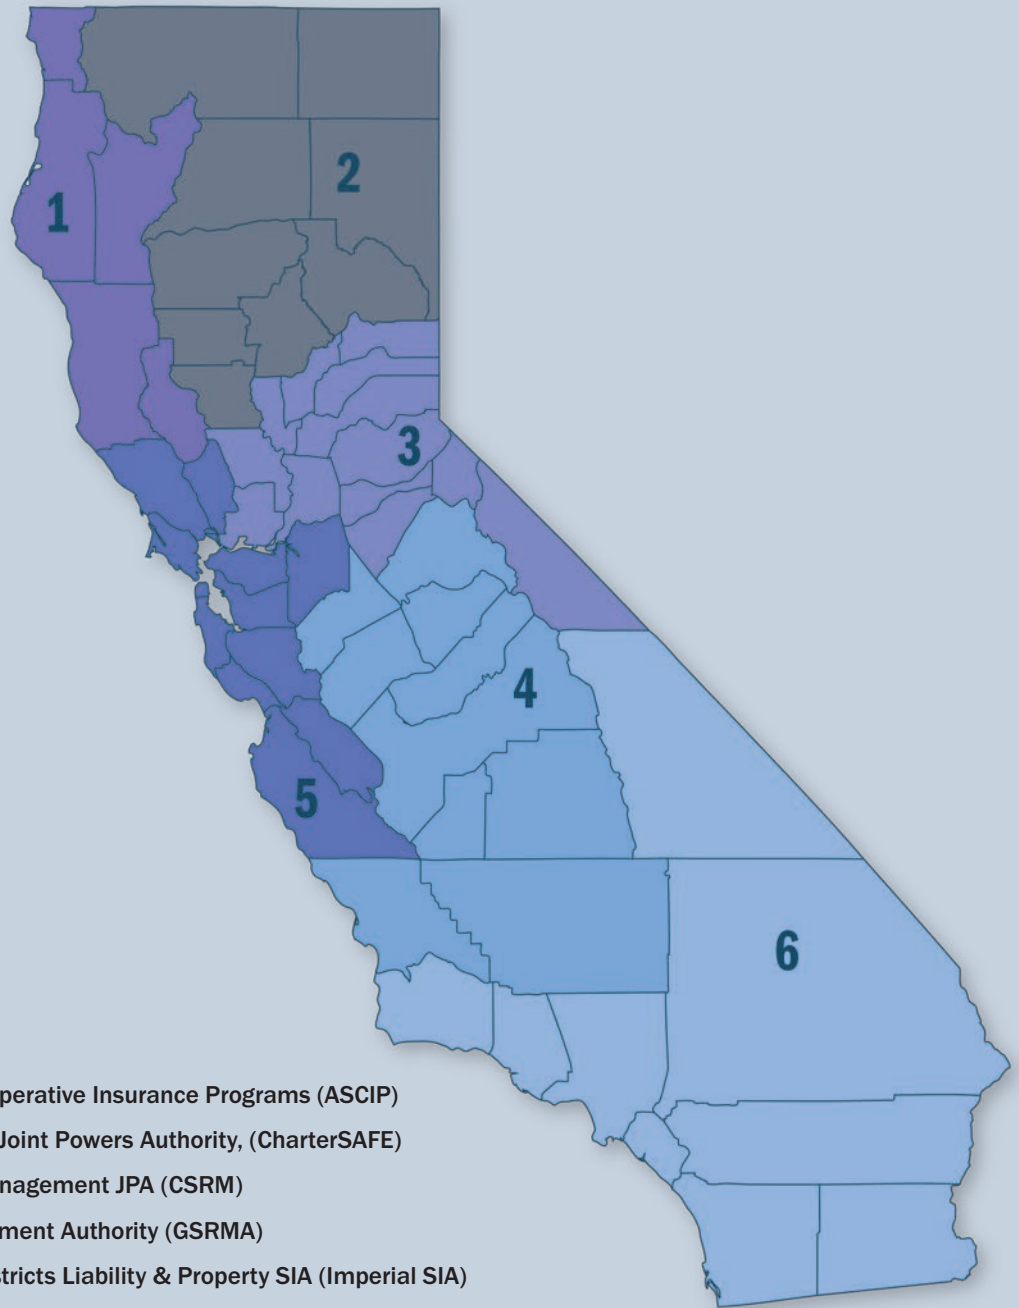 2
1
3
4
5
6
perative Insurance Programs (ASCIP)
Joint Powers Authority, (CharterSAFE)
nagement JPA (CSRM)
ment Authority (GSRMA)
stricts Liability & Property SIA (Imperial SIA)